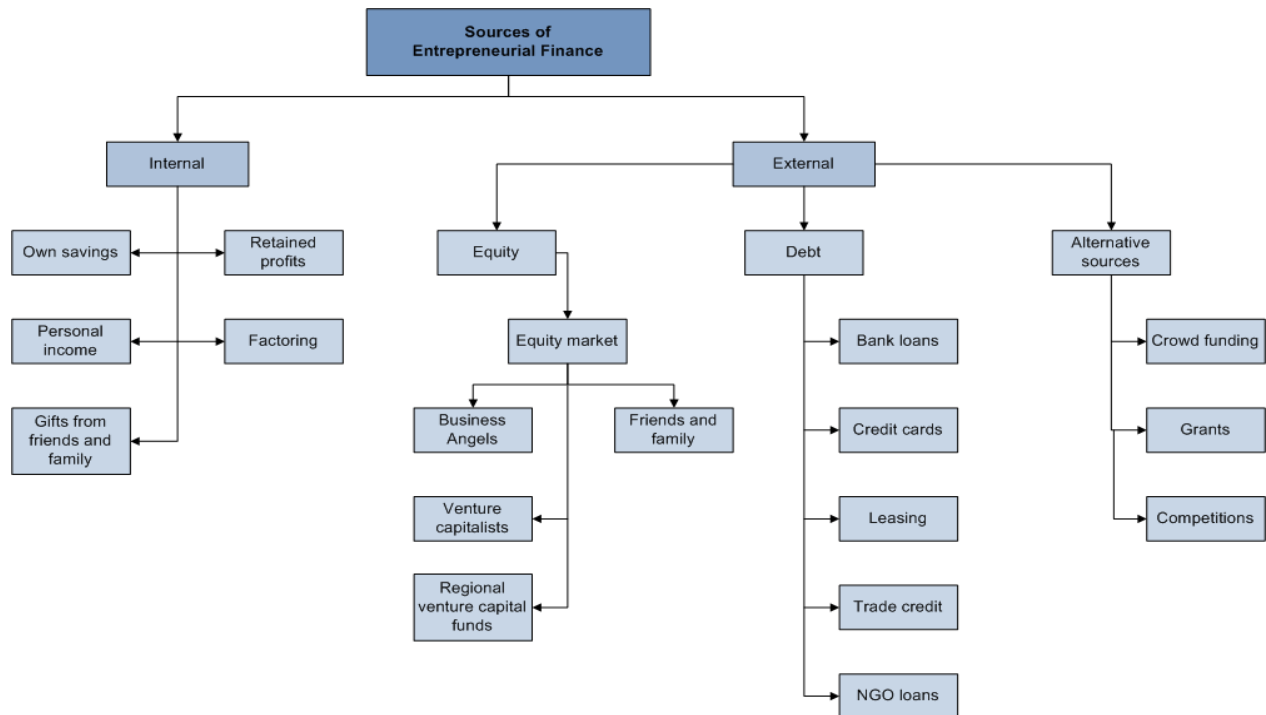 Sources of
Entrepreneurial Finance
Internal
External
Own savings
Retained
profits
Equity
Debt
Alternative
sources
Personal
income
Factoring
Equity market
Bank loans
Crowd funding
Gifts from
friends and
family
Business
Angels
Friends and
family
Credit cards
Grants
Venture
capitalists
Leasing
Competitions
Regional
venture capital
funds
Trade credit
NGO loans